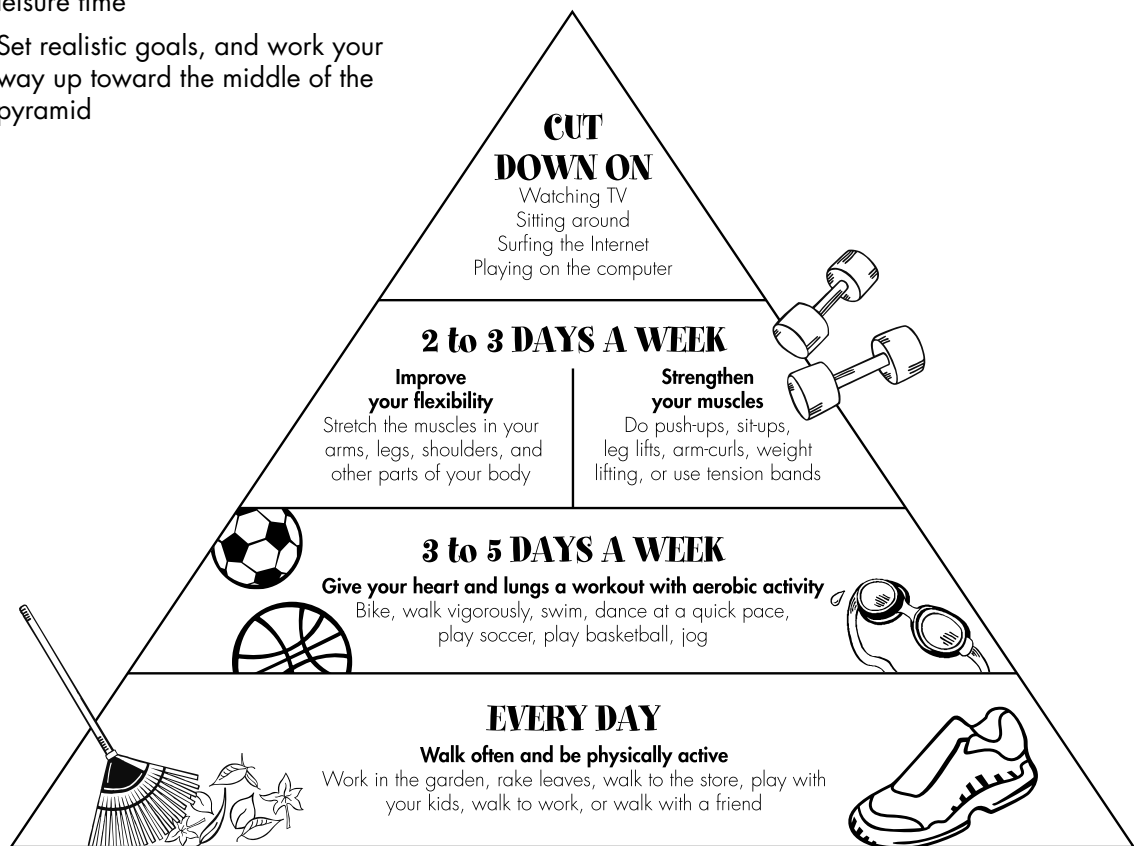 leisure time
Set realistic goals, and work your
way up toward the middle of the
pyramid
CUT
DOWN ON
Watching TV
Sitting around
Surfing the Internet
Playing on the computer
2 to 3 DAYS A WEEK
Improve
your flexibility
Stretch the muscles in your
arms, legs, shoulders, and
other parts of your body
Strengthen
your muscles
Do push-ups, sit-ups,
leg lifts, arm-curls, weight
lifting, or use tension bands
3 to 5 DAYS A WEEK
Give your heart and lungs a workout with aerobic activity
Bike, walk vigorously, swim, dance at a quick pace,
play soccer, play basketball, jog
EVERY DAY
Walk often and be physically active
Work in the garden, rake leaves, walk to the store, play with
your kids, walk to work, or walk with a friend